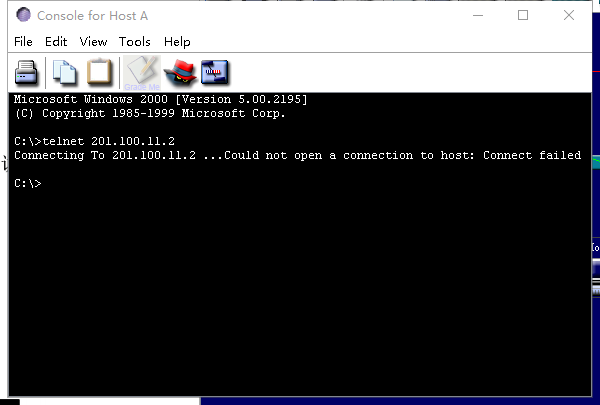 Console for Host A
File Edit View Tools Help
Grade Me
Microsoft Windows 2000 [Version 5.00.2195]
(C) Copyright 1985-1999 Microsoft Corp.
C:\>telnet 201.100.11.2
Connecting To 201.100.11.2 ...Could not open a connection to host: Connect failed
C:\>